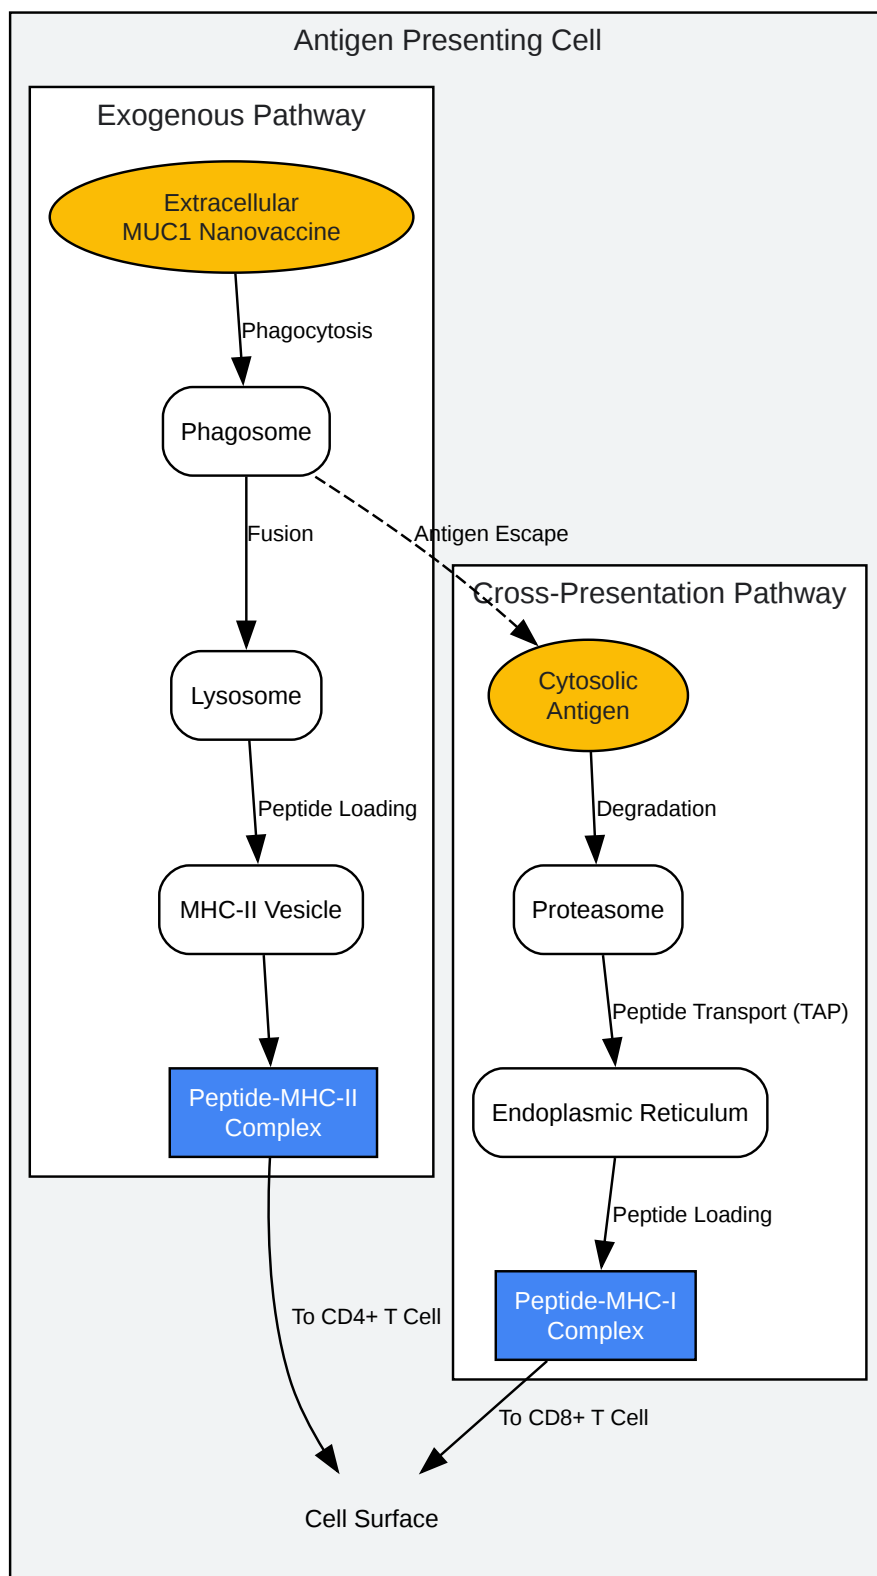 Antigen Presenting Cell
Exogenous Pathway
Extracellular
MUC1 Nanovaccine
Phagocytosis
Phagosome
Fusion
Antigen Escape
Cross-Presentation Pathway
Lysosome
Cytosolic
Antigen
Peptide Loading
Degradation
MHC-II Vesicle
Proteasome
Peptide Transport (TAP)
Peptide-MHC-II
Complex
Endoplasmic Reticulum
Peptide Loading
To CD4+ T Cell
Peptide-MHC-I
Complex
To CD8+ T Cell
Cell Surface